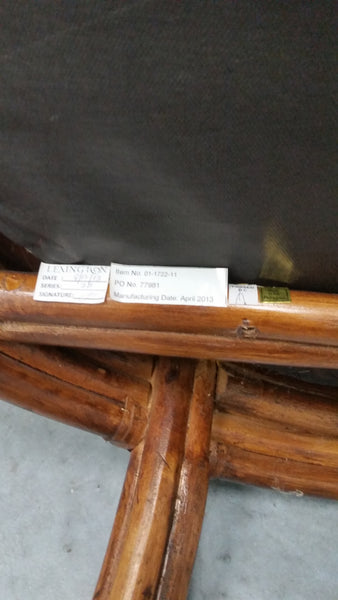 LEXINGTON
DATE
SERIES
SIGNATURE
Item No: 01-1722-11
PO No: 77981
Manufacturing Date: April 2013